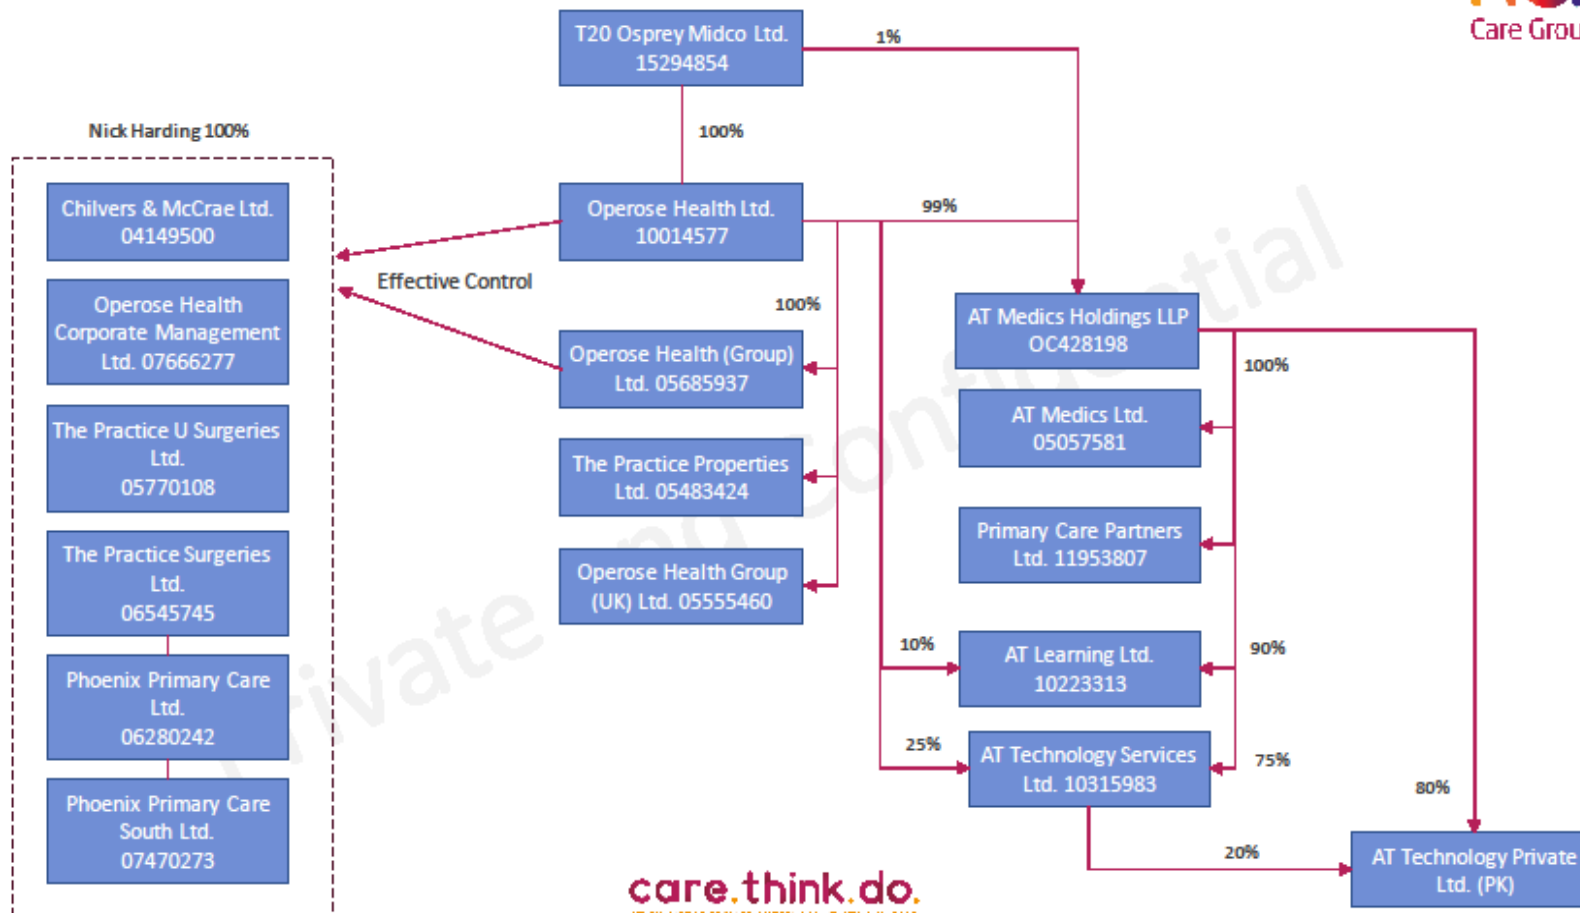 Care Grou
T20 Osprey Midco Ltd.
15294854
1%
100%
Nick Harding 100%
Chilvers & McCrae Ltd.
04149500
Operose Health
Corporate Management
Ltd. 07666277
The Practice U Surgeries
Ltd.
05770108
The Practice Surgeries
Ltd.
06545745
Phoenix Primary Care
Ltd.
06280242
Phoenix Primary Care
South Ltd.
07470273
Operose Health Ltd.
10014577
99%
Effective Control
100%
Operose Health (Group)
Ltd. 05685937
The Practice Properties
Ltd. 05483424
Operose Health Group
(UK) Ltd. 05555460
AT Medics Holdings LLP
OC428198
100%
AT Medics Ltd.
05057581
Primary Care Partners
Ltd. 11953807
10%
AT Learning Ltd.
10223313
90%
25%
AT Technology Services
Ltd. 10315983
75%
80%
20%
AT Technology Private
Ltd. (PK)
Private and Confidential
care.think.do.